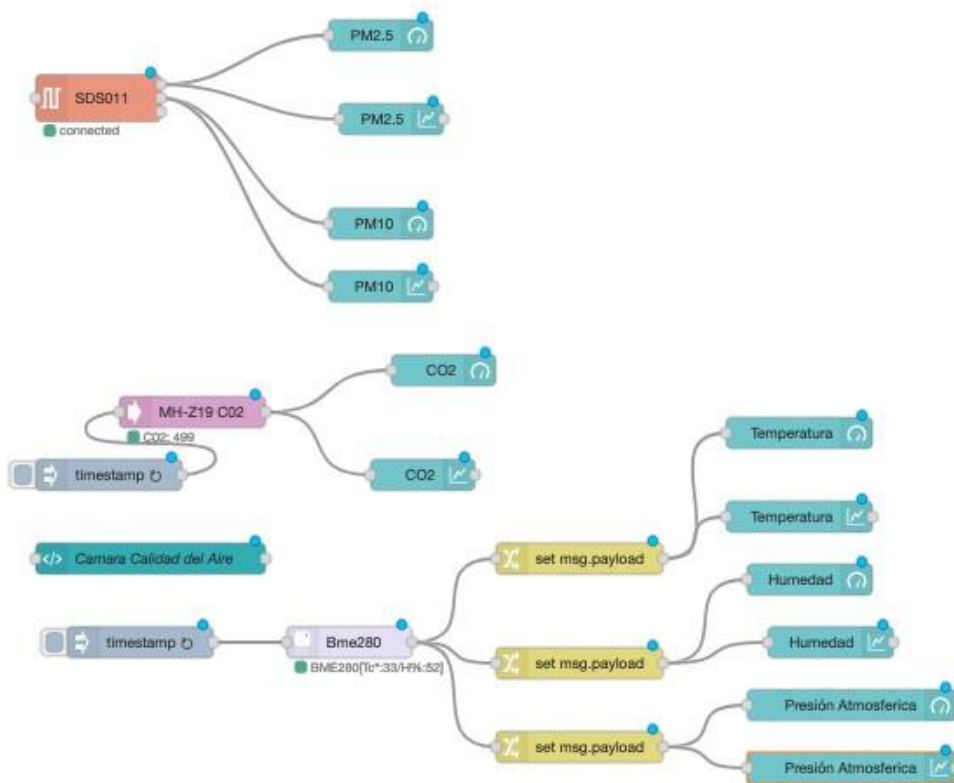 PM2.5
SDS011
connected
PM2.5
PM10
PM10
CO2
MH-Z19 C02
C02: 499
timestamp ↻
CO2
Temperatura
Temperatura
Camara Calidad del Aire
set msg.payload
Humedad
timestamp ↻
Bme280
BME280[Tc°:33/H%:52]
set msg.payload
Humedad
Presión Atmosferica
set msg.payload
Presión Atmosferica